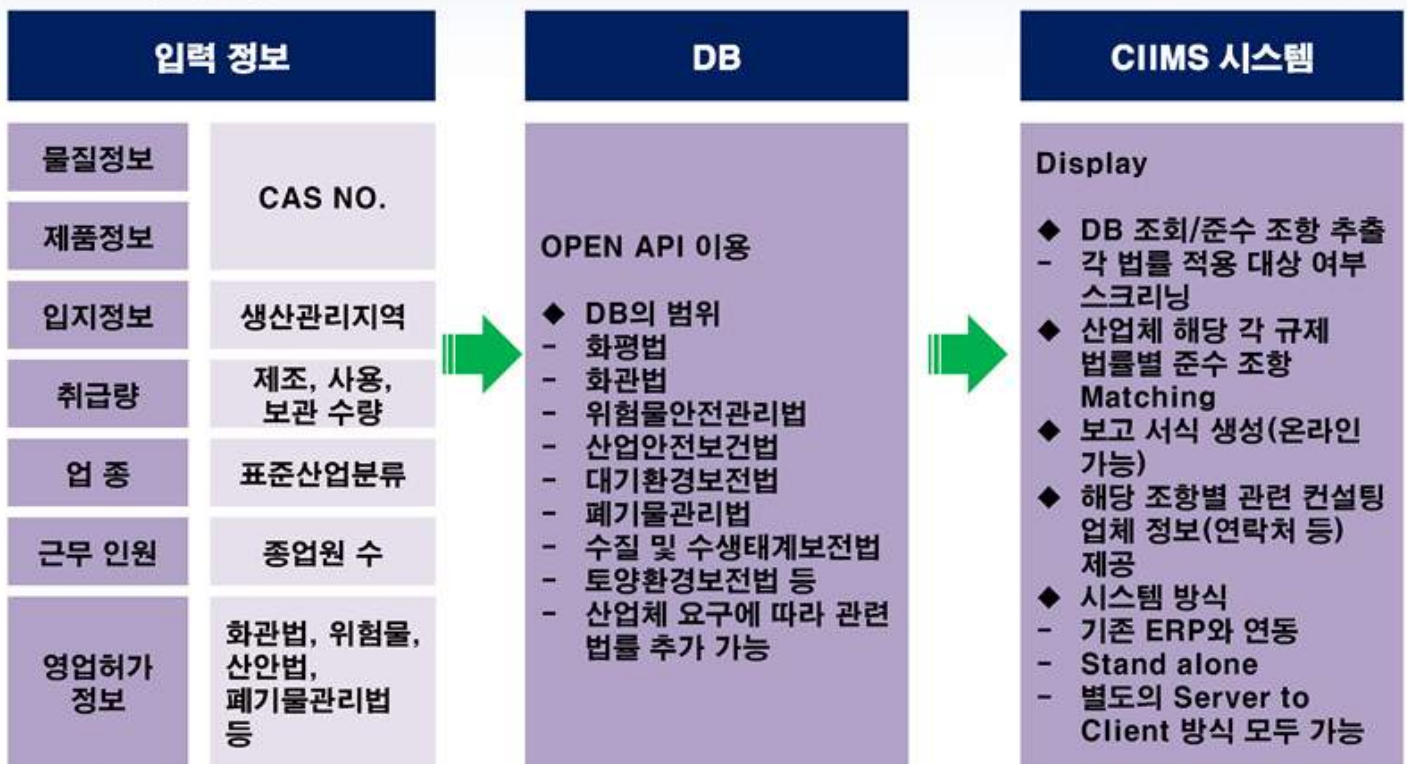 입력 정보
물질정보
제품정보
CAS NO.
입지정보
생산관리지역
취급량
제조, 사용,
보관 수량
업 종
표준산업분류
근무 인원
종업원 수
영업허가
정보
화관법, 위험물,
산안법,
폐기물관리법
등
DB
OPEN API 이용
◆ DB의 범위
- 화평법
- 화관법
- 위험물안전관리법
- 산업안전보건법
- 대기환경보전법
- 폐기물관리법
- 수질 및 수생태계보전법
- 토양환경보전법 등
- 산업체 요구에 따라 관련
법률 추가 가능
CIIMS 시스템
Display
◆ DB 조회/준수 조항 추출
- 각 법률 적용 대상 여부
스크리닝
◆ 산업체 해당 각 규제
법률별 준수 조항
Matching
◆ 보고 서식 생성(온라인
가능)
◆ 해당 조항별 관련 컨설팅
업체 정보(연락처 등)
제공
◆ 시스템 방식
- 기존 ERP와 연동
- Stand alone
- 별도의 Server to
Client 방식 모두 가능